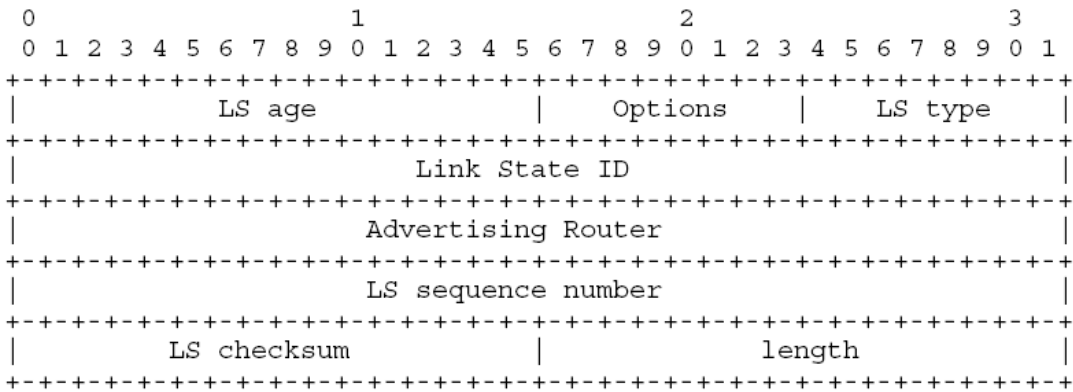 0                   1                   2                   3
 0 1 2 3 4 5 6 7 8 9 0 1 2 3 4 5 6 7 8 9 0 1 2 3 4 5 6 7 8 9 0 1
+-+-+-+-+-+-+-+-+-+-+-+-+-+-+-+-+-+-+-+-+-+-+-+-+-+-+-+-+-+-+-+-+
|            LS age             |    Options    |    LS type    |
+-+-+-+-+-+-+-+-+-+-+-+-+-+-+-+-+-+-+-+-+-+-+-+-+-+-+-+-+-+-+-+-+
|                        Link State ID                          |
+-+-+-+-+-+-+-+-+-+-+-+-+-+-+-+-+-+-+-+-+-+-+-+-+-+-+-+-+-+-+-+-+
|                     Advertising Router                        |
+-+-+-+-+-+-+-+-+-+-+-+-+-+-+-+-+-+-+-+-+-+-+-+-+-+-+-+-+-+-+-+-+
|                     LS sequence number                        |
+-+-+-+-+-+-+-+-+-+-+-+-+-+-+-+-+-+-+-+-+-+-+-+-+-+-+-+-+-+-+-+-+
|         LS checksum           |             length            |
+-+-+-+-+-+-+-+-+-+-+-+-+-+-+-+-+-+-+-+-+-+-+-+-+-+-+-+-+-+-+-+-+